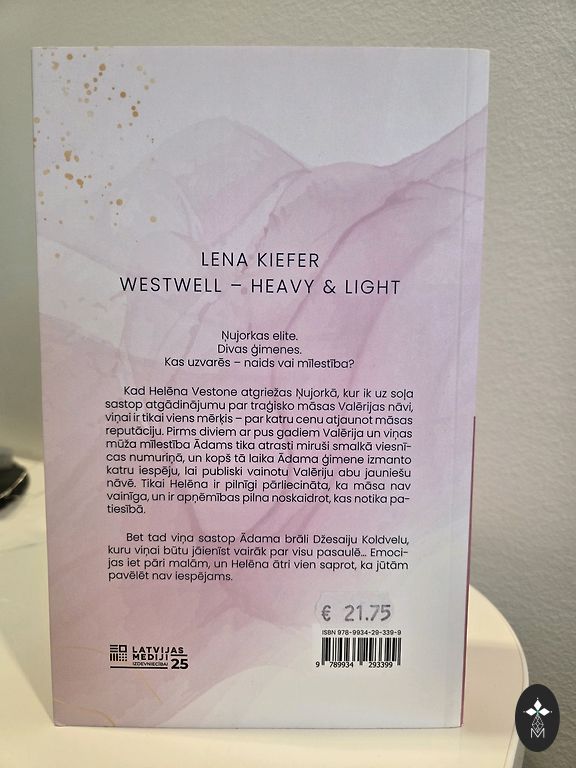 LENA KIEFER
WESTWELL – HEAVY & LIGHT
Ņujorkas elite.
Divas ģimenes.
Kas uzvarēs – naids vai mīlestība?
Kad Helēna Vestone atgriežas Ņujorkā, kur ik uz soļa
sastop atgādinājumu par traģisko māsas Valērijas nāvi,
viņai ir tikai viens mērķis – par katru cenu atjaunot māsas
reputāciju. Pirms diviem ar pus gadiem Valērija un viņas
mūža mīlestība Ādams tika atrasti miruši smalkā viesnī-
cas numuriņā, un kopš tā laika Ādama ģimene izmanto
katru iespēju, lai publiski vainotu Valēriju abu jauniešu
nāvē. Tikai Helēna ir pilnīgi pārliecināta, ka māsa nav
vainīga, un ir apņēmības pilna noskaidrot, kas notika pa-
tiesībā.
Bet tad viņa sastop Ādama brāli Džesaiju Koldvelu,
kuru viņai būtu jāienīst vairāk par visu pasaulē... Emoci-
jas iet pāri malām, un Helēna ātri vien saprot, ka jūtām
pavēlēt nav iespējams.
€ 21.75
ISBN 978-9934-29-339-9
9 789934 293399
LATVIJAS
MEDIJI
IZDEVNIECĪBAI 25
M